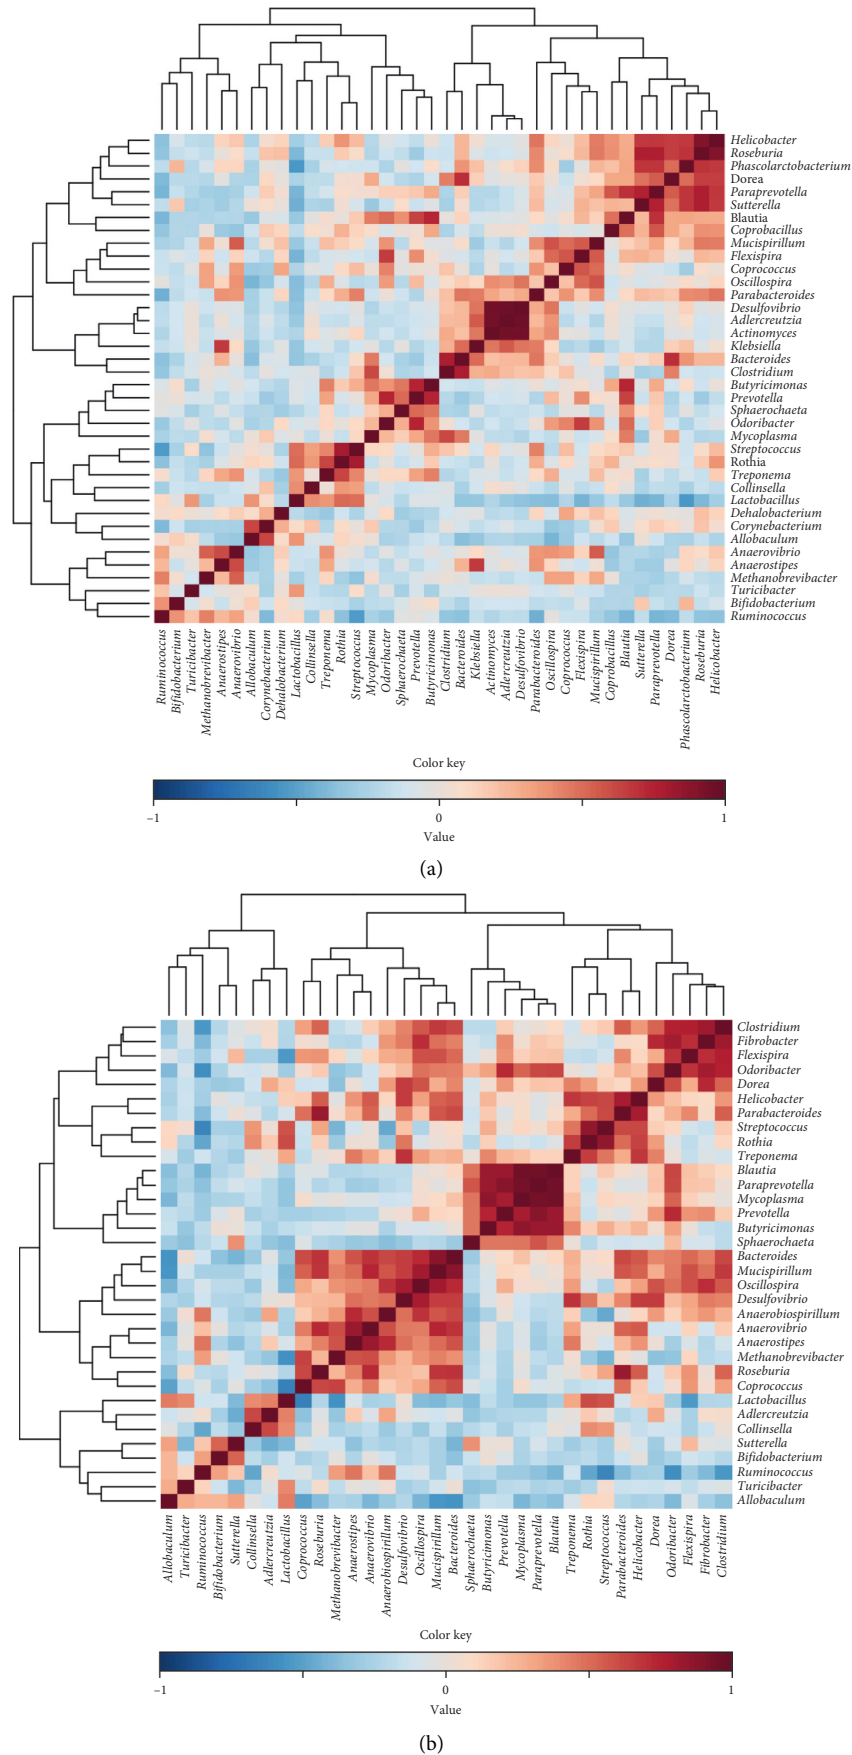 Helicobacter
Roseburia
Phascolarctobacterium
Dorea
Paraprevotella
Sutterella
Blautia
Coprobacillus
Mucispirillum
Flexispira
Coprococcus
Oscillospira
Parabacteroides
Desulfovibrio
Adlercreutzia
Actinomyces
Klebsiella
Bacteroides
Clostridium
Butyricimonas
Prevotella
Sphaerochaeta
Odoribacter
Mycoplasma
Streptococcus
Rothia
Treponema
Collinsella
Lactobacillus
Dehalobacterium
Corynebacterium
Allobaculum
Anaerovibrio
Anaerostipes
Methanobrevibacter
Turicibacter
Bifidobacterium
Ruminococcus
Ruminococcus
Bifidobacterium
Turicibacter
Methanobrevibacter
Anaerostipes
Anaerovibrio
Allobaculum
Corynebacterium
Dehalobacterium
Lactobacillus
Collinsella
Treponema
Rothia
Streptococcus
Mycoplasma
Odoribacter
Sphaerochaeta
Prevotella
Butyricimonas
Clostridium
Bacteroides
Klebsiella
Actinomyces
Adlercreutzia
Desulfovibrio
Parabacteroides
Oscillospira
Coprococcus
Flexispira
Mucispirillum
Coprobacillus
Blautia
Sutterella
Paraprevotella
Dorea
Phascolarctobacterium
Roseburia
Helicobacter
Color key
−1 0 1
Value
(a)
Clostridium
Fibrobacter
Flexispira
Odoribacter
Dorea
Helicobacter
Parabacteroides
Streptococcus
Rothia
Treponema
Blautia
Paraprevotella
Mycoplasma
Prevotella
Butyricimonas
Sphaerochaeta
Bacteroides
Mucispirillum
Oscillospira
Desulfovibrio
Anaerobiospirillum
Anaerovibrio
Anaerostipes
Methanobrevibacter
Roseburia
Coprococcus
Lactobacillus
Adlercreutzia
Collinsella
Sutterella
Bifidobacterium
Ruminococcus
Turicibacter
Allobaculum
Allobaculum
Turicibacter
Ruminococcus
Bifidobacterium
Sutterella
Collinsella
Adlercreutzia
Lactobacillus
Coprococcus
Roseburia
Methanobrevibacter
Anaerostipes
Anaerovibrio
Anaerobiospirillum
Desulfovibrio
Oscillospira
Mucispirillum
Bacteroides
Sphaerochaeta
Butyricimonas
Prevotella
Mycoplasma
Paraprevotella
Blautia
Treponema
Rothia
Streptococcus
Parabacteroides
Helicobacter
Dorea
Odoribacter
Flexispira
Fibrobacter
Clostridium
Color key
−1 0 1
Value
(b)